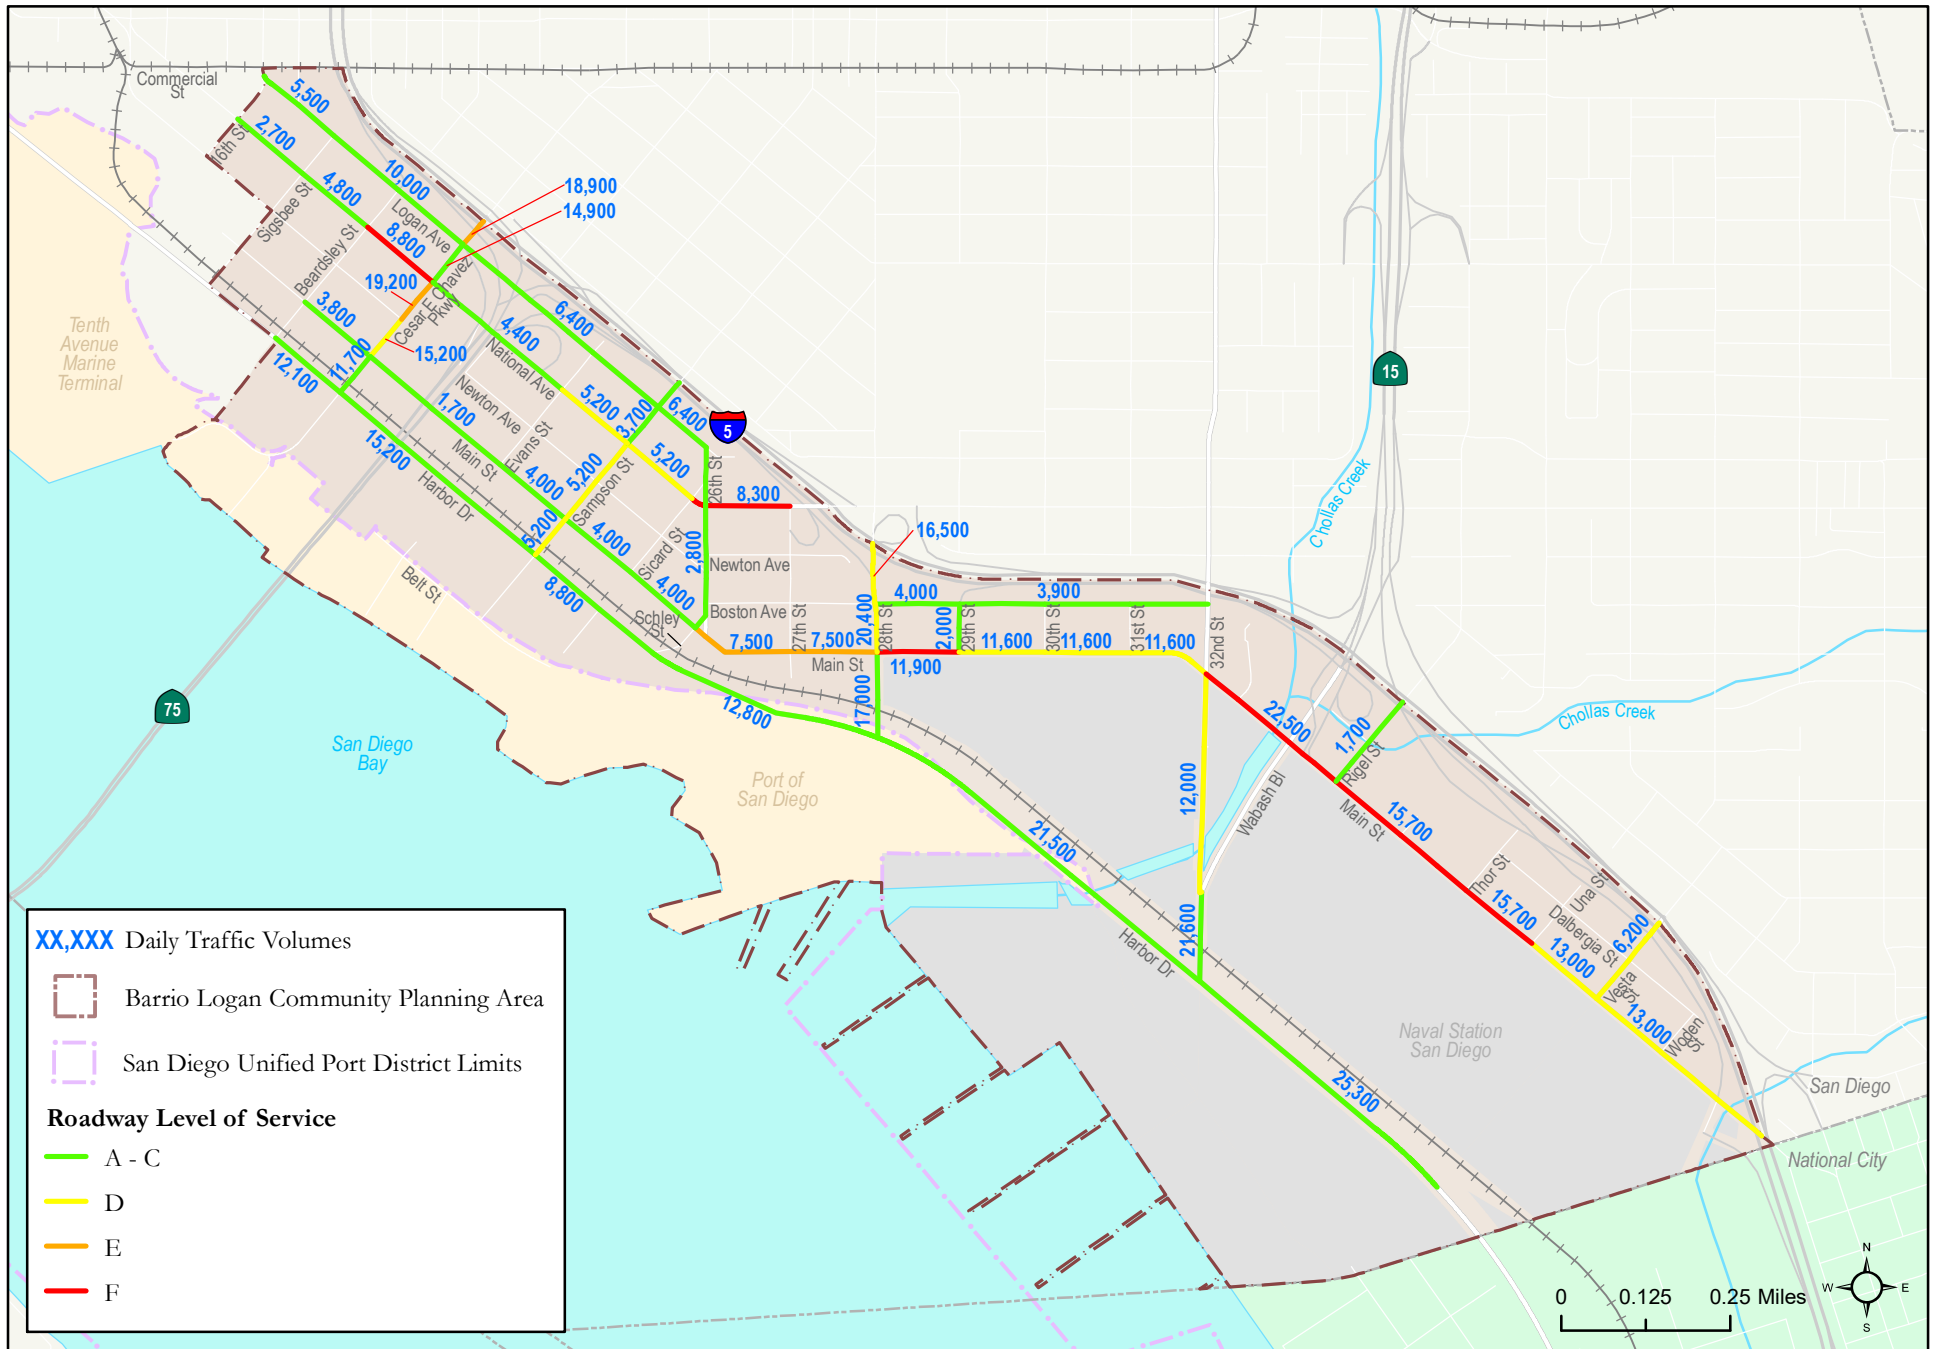 Commercial
St
5,500
2,700
16th St
10,000
4,800
18,900
14,900
Sigsbee St
Logan Ave
8,800
Beardsley St
19,200
Cesar E Chavez
Pkwy
3,800
6,400
4,400
15,200
11,700
12,100
Tenth
Avenue
Marine
Terminal
National Ave
5,200
3,700
6,400
5
15
1,700
Newton Ave
Evans St
Main St
15,200
Harbor Dr
4,000
5,200
Sampson St
5,200
26th St
8,300
5,200
4,000
Sicard St
2,800
Newton Ave
16,500
Chollas Creek
Belt St
8,800
4,000
Schley
St
Boston Ave
27th St
20,400
28th St
4,000
2,000
29th St
3,900
30th St
31st St
32nd St
7,500
7,500
11,600
11,600
11,600
Main St
11,900
17,000
12,800
75
San Diego
Bay
Port of
San Diego
22,500
1,700
Rigel St
Chollas Creek
12,000
Wabash Bl
Main St
15,700
21,500
Thor St
Una St
Dalbergia St
15,700
6,200
13,000
Vesta
St
13,000
Woden
St
Harbor Dr
21,600
Naval Station
San Diego
25,300
San Diego
National City
XX,XXX Daily Traffic Volumes
Barrio Logan Community Planning Area
San Diego Unified Port District Limits
Roadway Level of Service
A - C
D
E
F
0 0.125 0.25 Miles
N
W E
S